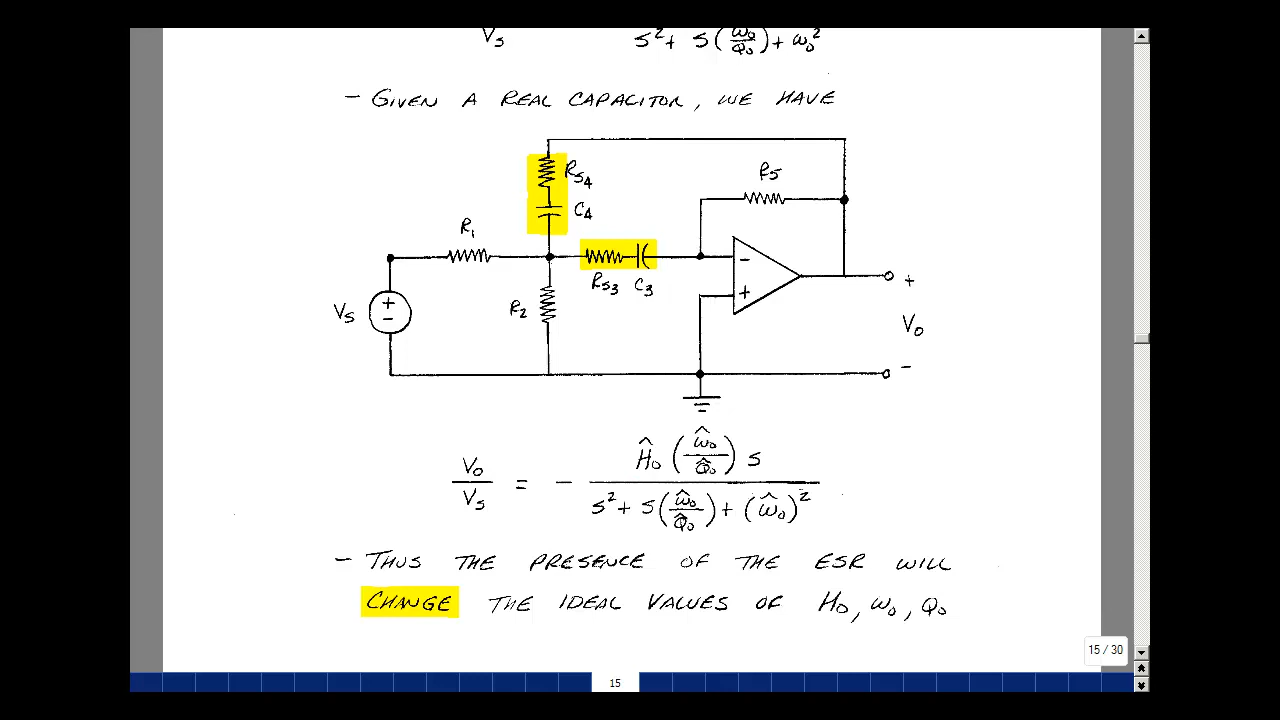 Vs
s² + s(ω₀/Q₀) + ω₀²
- GIVEN A REAL CAPACITOR, WE HAVE
Rs4
R5
C4
R1
Rs3 C3
R2
+
-
-
+
Vs
+
Vo
-
Vo/Vs = - Ĥ₀(ω̂₀/Q̂₀)s / s² + s(ω̂₀/Q̂₀) + (ω̂₀)²
- THUS THE PRESENCE OF THE ESR WILL
CHANGE THE IDEAL VALUES OF H₀, ω₀, Q₀
15 / 30
15